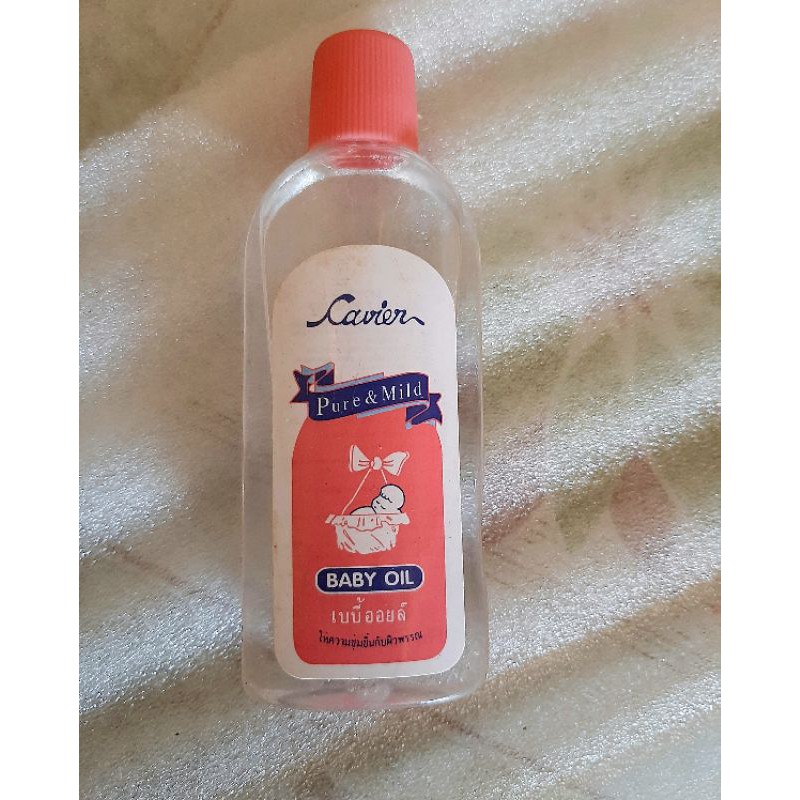 Cavier
Pure & Mild
BABY OIL
เบบี้ออยล์
ให้ความชุ่มชื้นกับผิวพรรณ